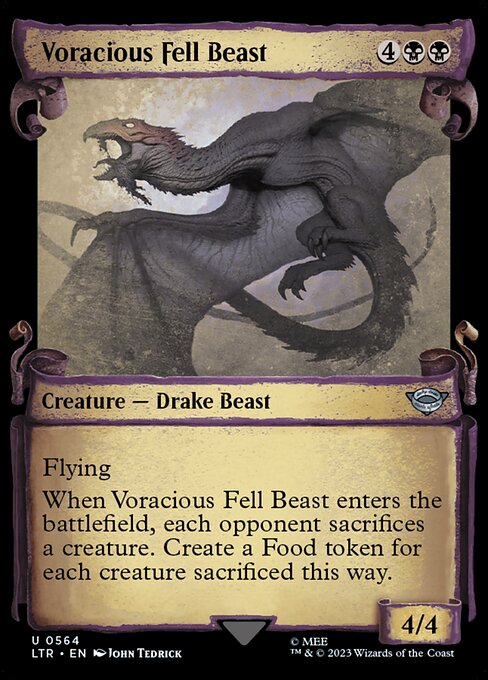 Voracious Fell Beast 4
Creature — Drake Beast
Flying
When Voracious Fell Beast enters the
battlefield, each opponent sacrifices
a creature. Create a Food token for
each creature sacrificed this way.
4/4
U 0564
LTR • EN John Tedrick
© MEE
™ & © 2023 Wizards of the Coast